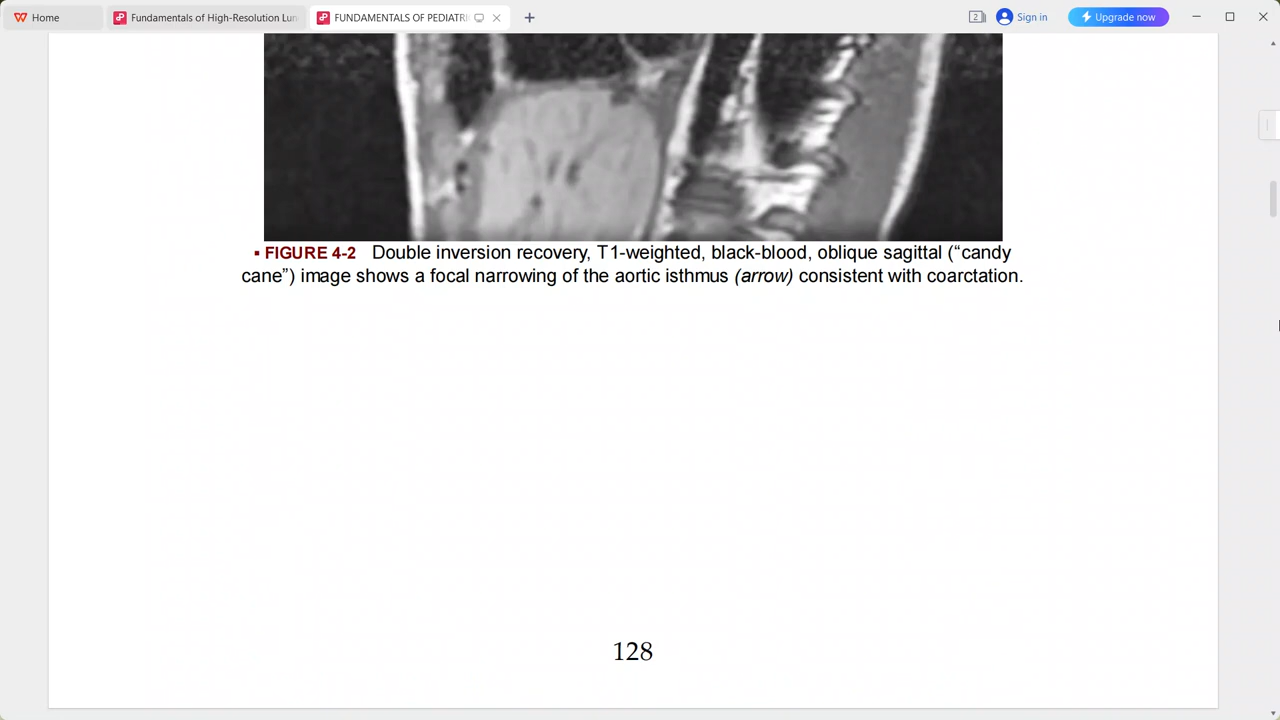 Home
Fundamentals of High-Resolution Lun
FUNDAMENTALS OF PEDIATRI
2
Sign in
Upgrade now
▪ FIGURE 4-2 Double inversion recovery, T1-weighted, black-blood, oblique sagittal (“candy
cane”) image shows a focal narrowing of the aortic isthmus (arrow) consistent with coarctation.
128